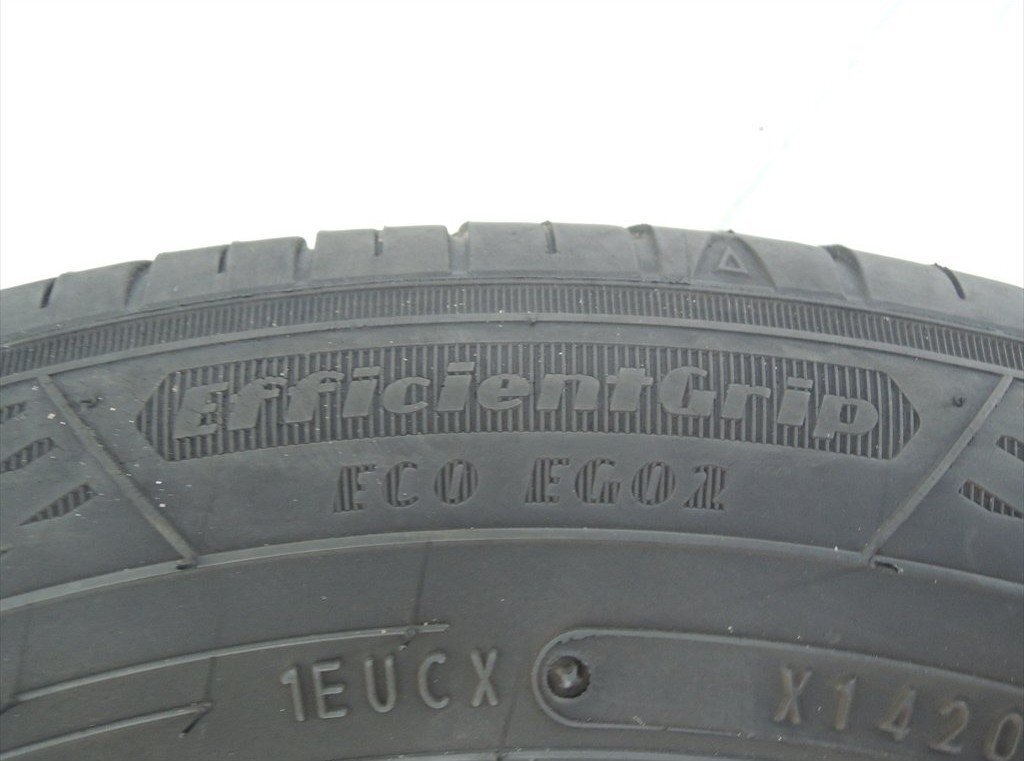 EfficientGrip
ECO EG02
1EUCX X1420